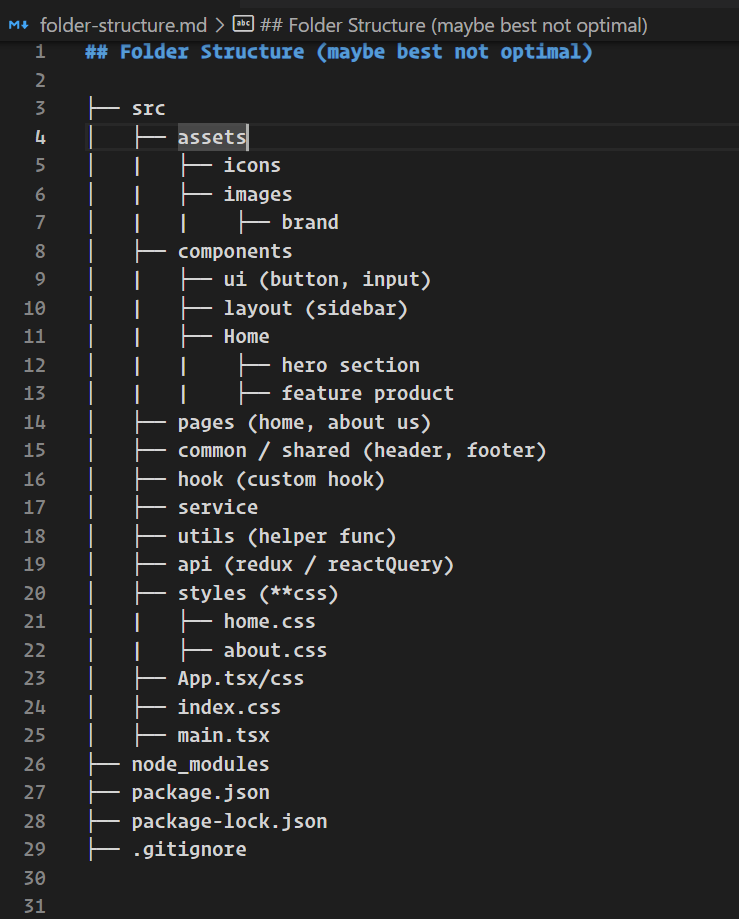 folder-structure.md > ## Folder Structure (maybe best not optimal)
1 ## Folder Structure (maybe best not optimal)
2
3 ├── src
4 │   ├── assets
5 │   |   ├── icons
6 │   |   ├── images
7 │   |   |    ├── brand
8 │   ├── components
9 │   |   ├── ui (button, input)
10 │   |   ├── layout (sidebar)
11 │   |   ├── Home
12 │   |   |    ├── hero section
13 │   |   |    ├── feature product
14 │   ├── pages (home, about us)
15 │   ├── common / shared (header, footer)
16 │   ├── hook (custom hook)
17 │   ├── service
18 │   ├── utils (helper func)
19 │   ├── api (redux / reactQuery)
20 │   ├── styles (**css)
21 │   |   ├── home.css
22 │   |   ├── about.css
23 │   ├── App.tsx/css
24 │   ├── index.css
25 │   ├── main.tsx
26 ├── node_modules
27 ├── package.json
28 ├── package-lock.json
29 ├── .gitignore
30
31